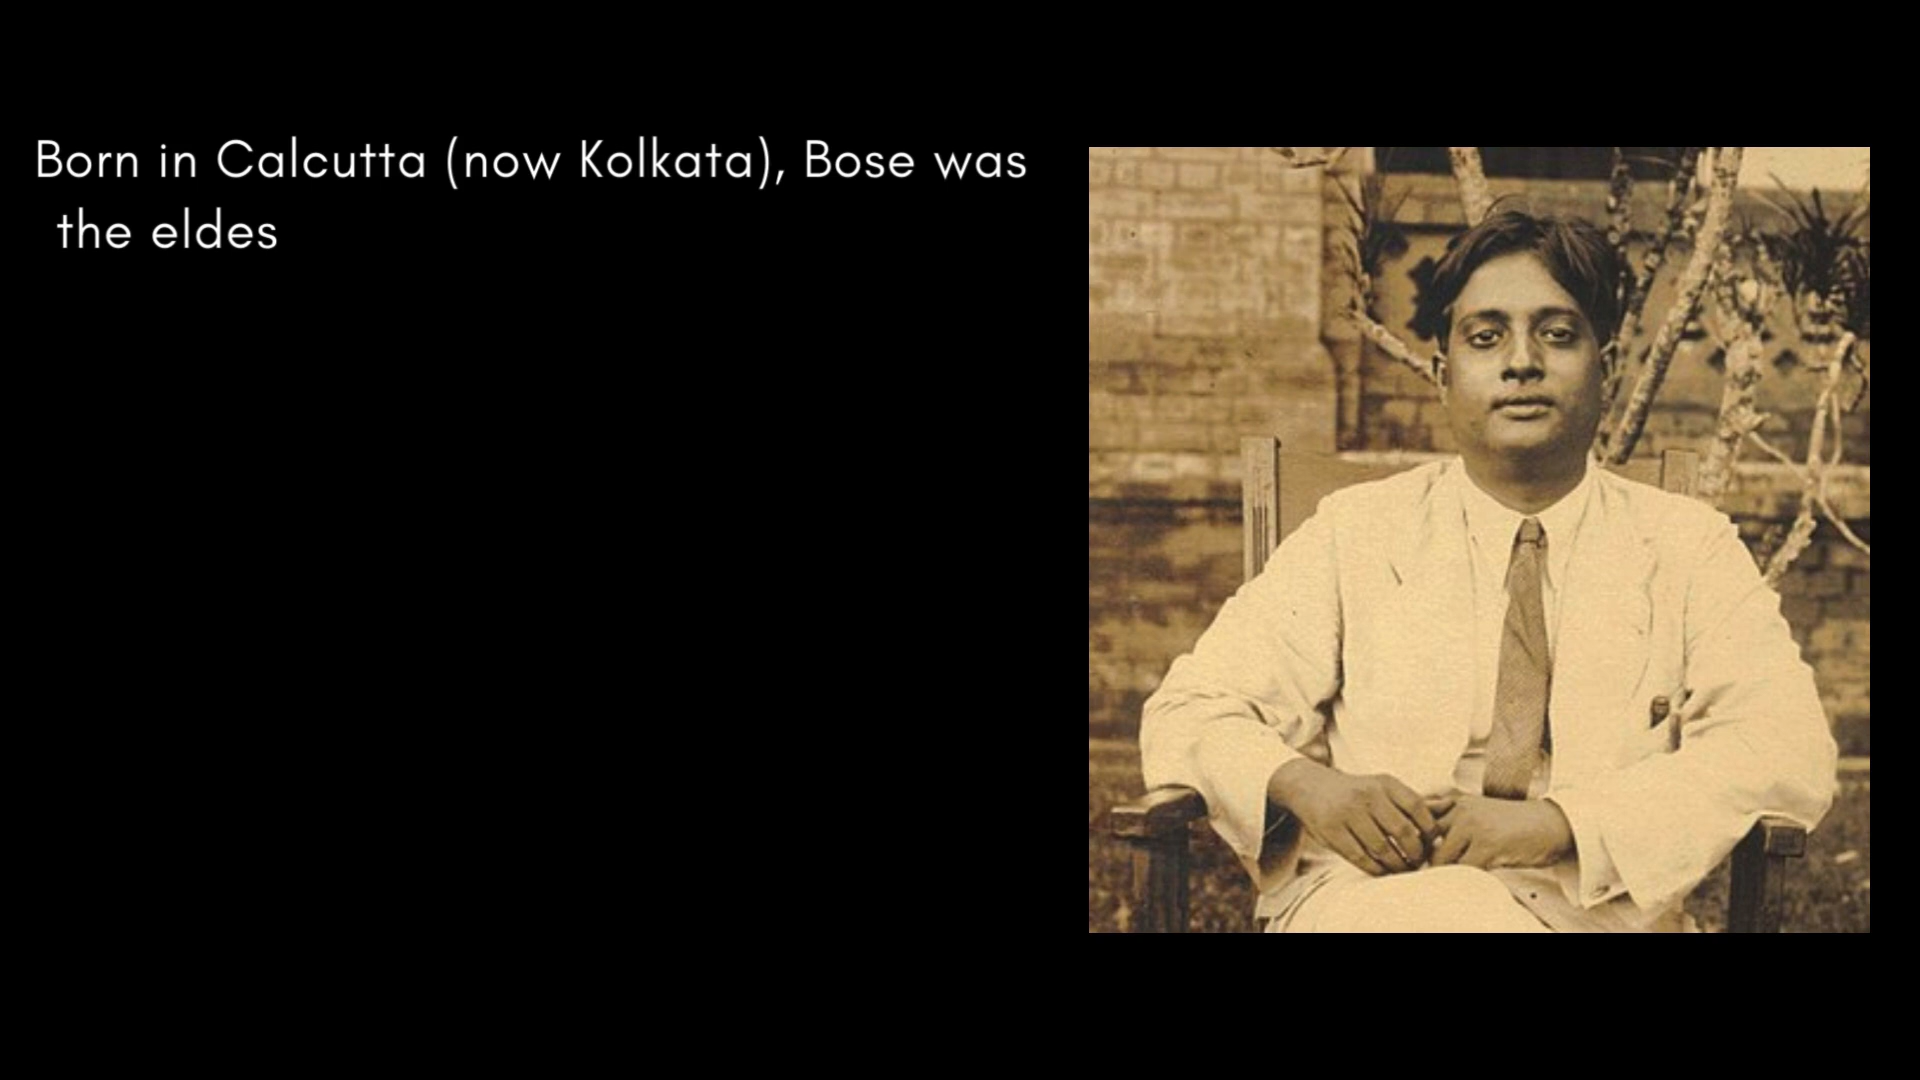 Born in Calcutta (now Kolkata), Bose was
the eldes